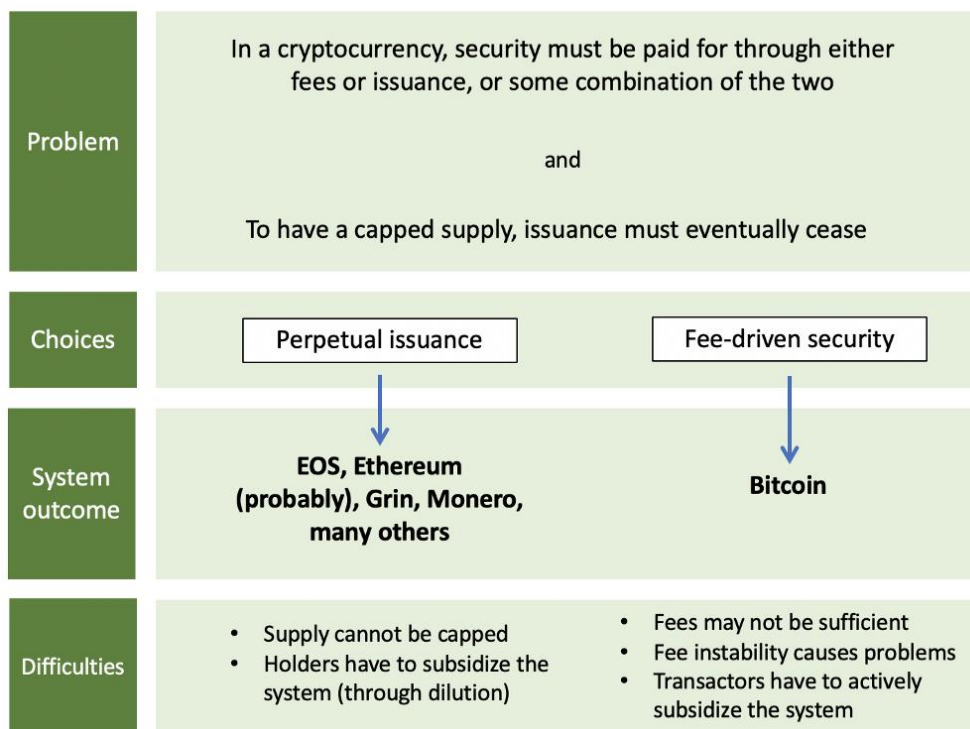 Problem
In a cryptocurrency, security must be paid for through either
fees or issuance, or some combination of the two
and
To have a capped supply, issuance must eventually cease
Choices
Perpetual issuance
Fee-driven security
System
outcome
EOS, Ethereum
(probably), Grin, Monero,
many others
Bitcoin
Difficulties
• Supply cannot be capped
• Holders have to subsidize the
system (through dilution)
• Fees may not be sufficient
• Fee instability causes problems
• Transactors have to actively
subsidize the system